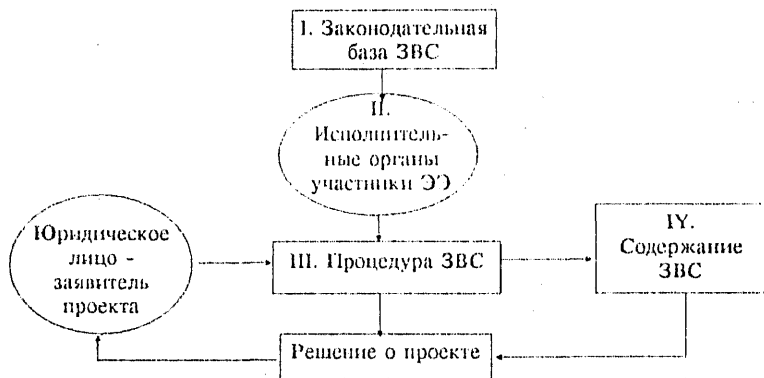 I. Законодательная
база ЗВС
II.
Исполнитель-
ные органы
участники ЭЭ
Юридическое
лицо -
заявитель
проекта
III. Процедура ЗВС
IY.
Содержание
ЗВС
Решение о проекте